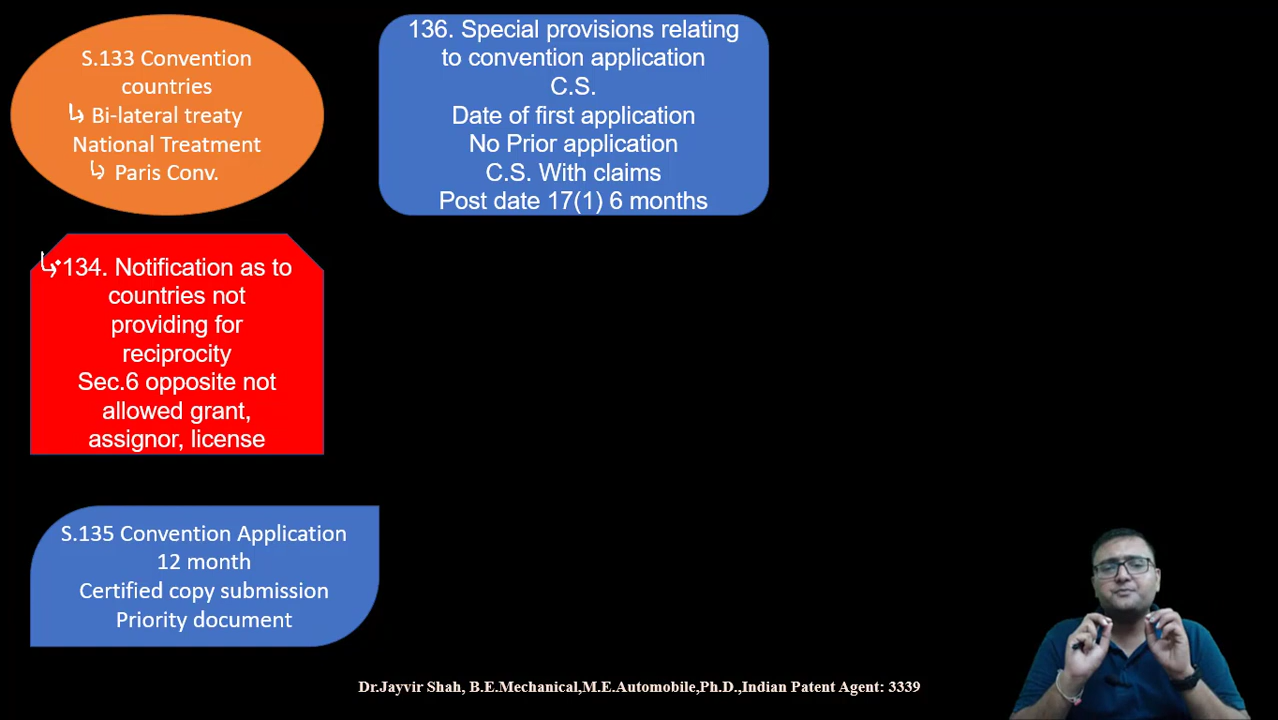 S.133 Convention
countries
↳ Bi-lateral treaty
National Treatment
↳ Paris Conv.
136. Special provisions relating
to convention application
C.S.
Date of first application
No Prior application
C.S. With claims
Post date 17(1) 6 months
↳ 134. Notification as to
countries not
providing for
reciprocity
Sec.6 opposite not
allowed grant,
assignor, license
S.135 Convention Application
12 month
Certified copy submission
Priority document
Dr.Jayvir Shah, B.E.Mechanical,M.E.Automobile,Ph.D.,Indian Patent Agent: 3339